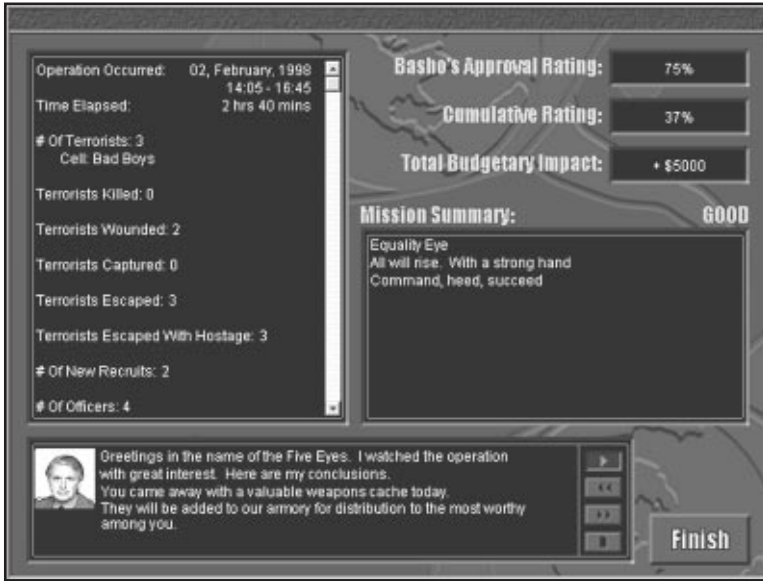 Operation Occurred: 02, February, 1998
14:05 - 16:45
Time Elapsed: 2 hrs 40 mins
# Of Terrorists: 3
Cell: Bad Boys
Terrorists Killed: 0
Terrorists Wounded: 2
Terrorists Captured: 0
Terrorists Escaped: 3
Terrorists Escaped With Hostage: 3
# Of New Recruits: 2
# Of Officers: 4
Basho's Approval Rating: 75%
Cumulative Rating: 37%
Total Budgetary Impact: + $5000
Mission Summary: GOOD
Equality Eye
All will rise. With a strong hand
Command, heed, succeed
Greetings in the name of the Five Eyes. I watched the operation
with great interest. Here are my conclusions.
You came away with a valuable weapons cache today.
They will be added to our armory for distribution to the most worthy
among you.
Finish